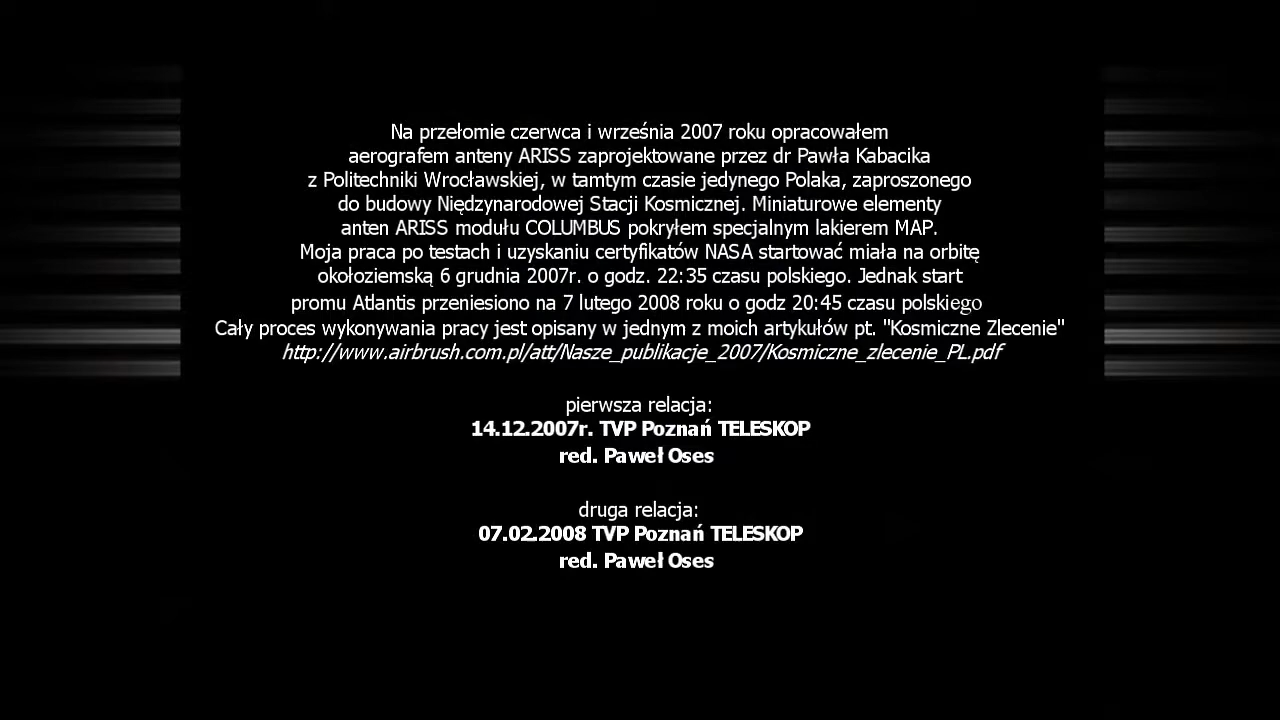 Na przełomie czerwca i września 2007 roku opracowałem
aerografem anteny ARISS zaprojektowane przez dr Pawła Kabacika
z Politechniki Wrocławskiej, w tamtym czasie jedynego Polaka, zaproszonego
do budowy Niędzynarodowej Stacji Kosmicznej. Miniaturowe elementy
anten ARISS modułu COLUMBUS pokryłem specjalnym lakierem MAP.
Moja praca po testach i uzyskaniu certyfikatów NASA startować miała na orbitę
okołoziemską 6 grudnia 2007r. o godz. 22:35 czasu polskiego. Jednak start
promu Atlantis przeniesiono na 7 lutego 2008 roku o godz 20:45 czasu polskiego
Cały proces wykonywania pracy jest opisany w jednym z moich artykułów pt. "Kosmiczne Zlecenie"
http://www.airbrush.com.pl/att/Nasze_publikacje_2007/Kosmiczne_zlecenie_PL.pdf
pierwsza relacja:
14.12.2007r. TVP Poznań TELESKOP
red. Paweł Oses
druga relacja:
07.02.2008 TVP Poznań TELESKOP
red. Paweł Oses